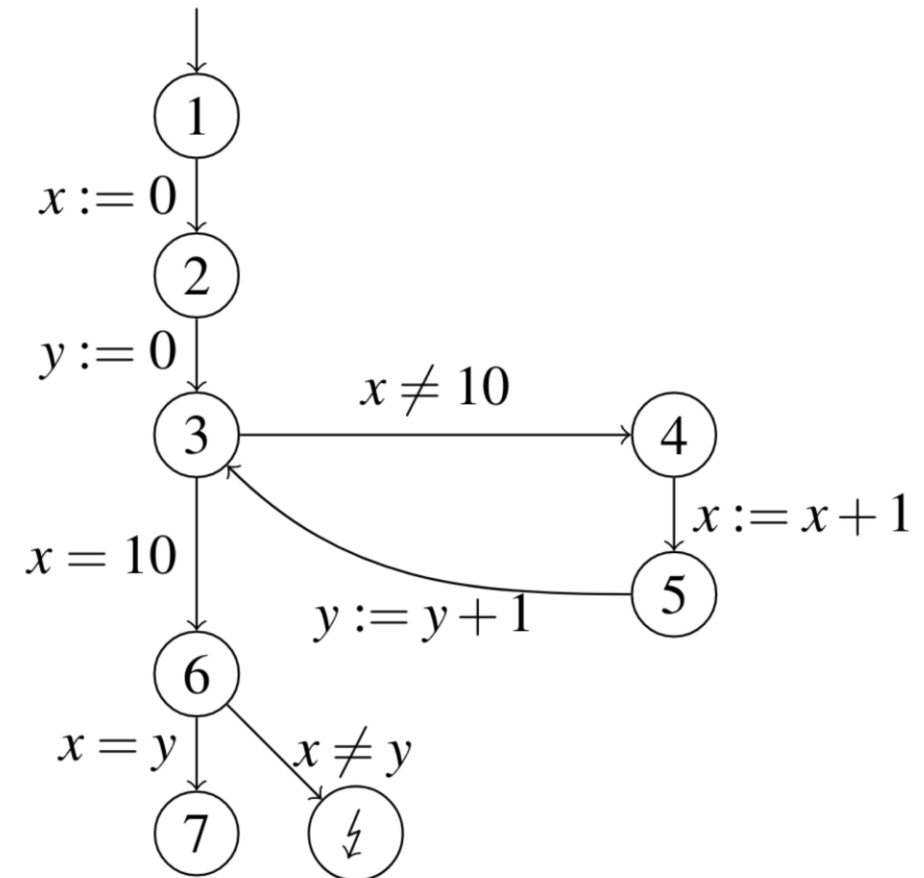 1
x := 0
2
y := 0
x ≠ 10
3
4
x := x + 1
x = 10
5
y := y + 1
6
x = y
x ≠ y
7